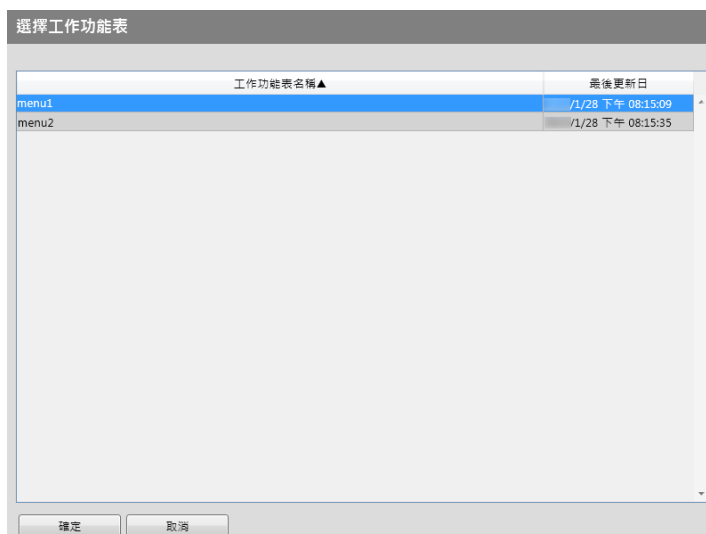 選擇工作功能表
工作功能表名稱▲ 最後更新日
menu1 /1/28 下午 08:15:09
menu2 /1/28 下午 08:15:35
確定 取消